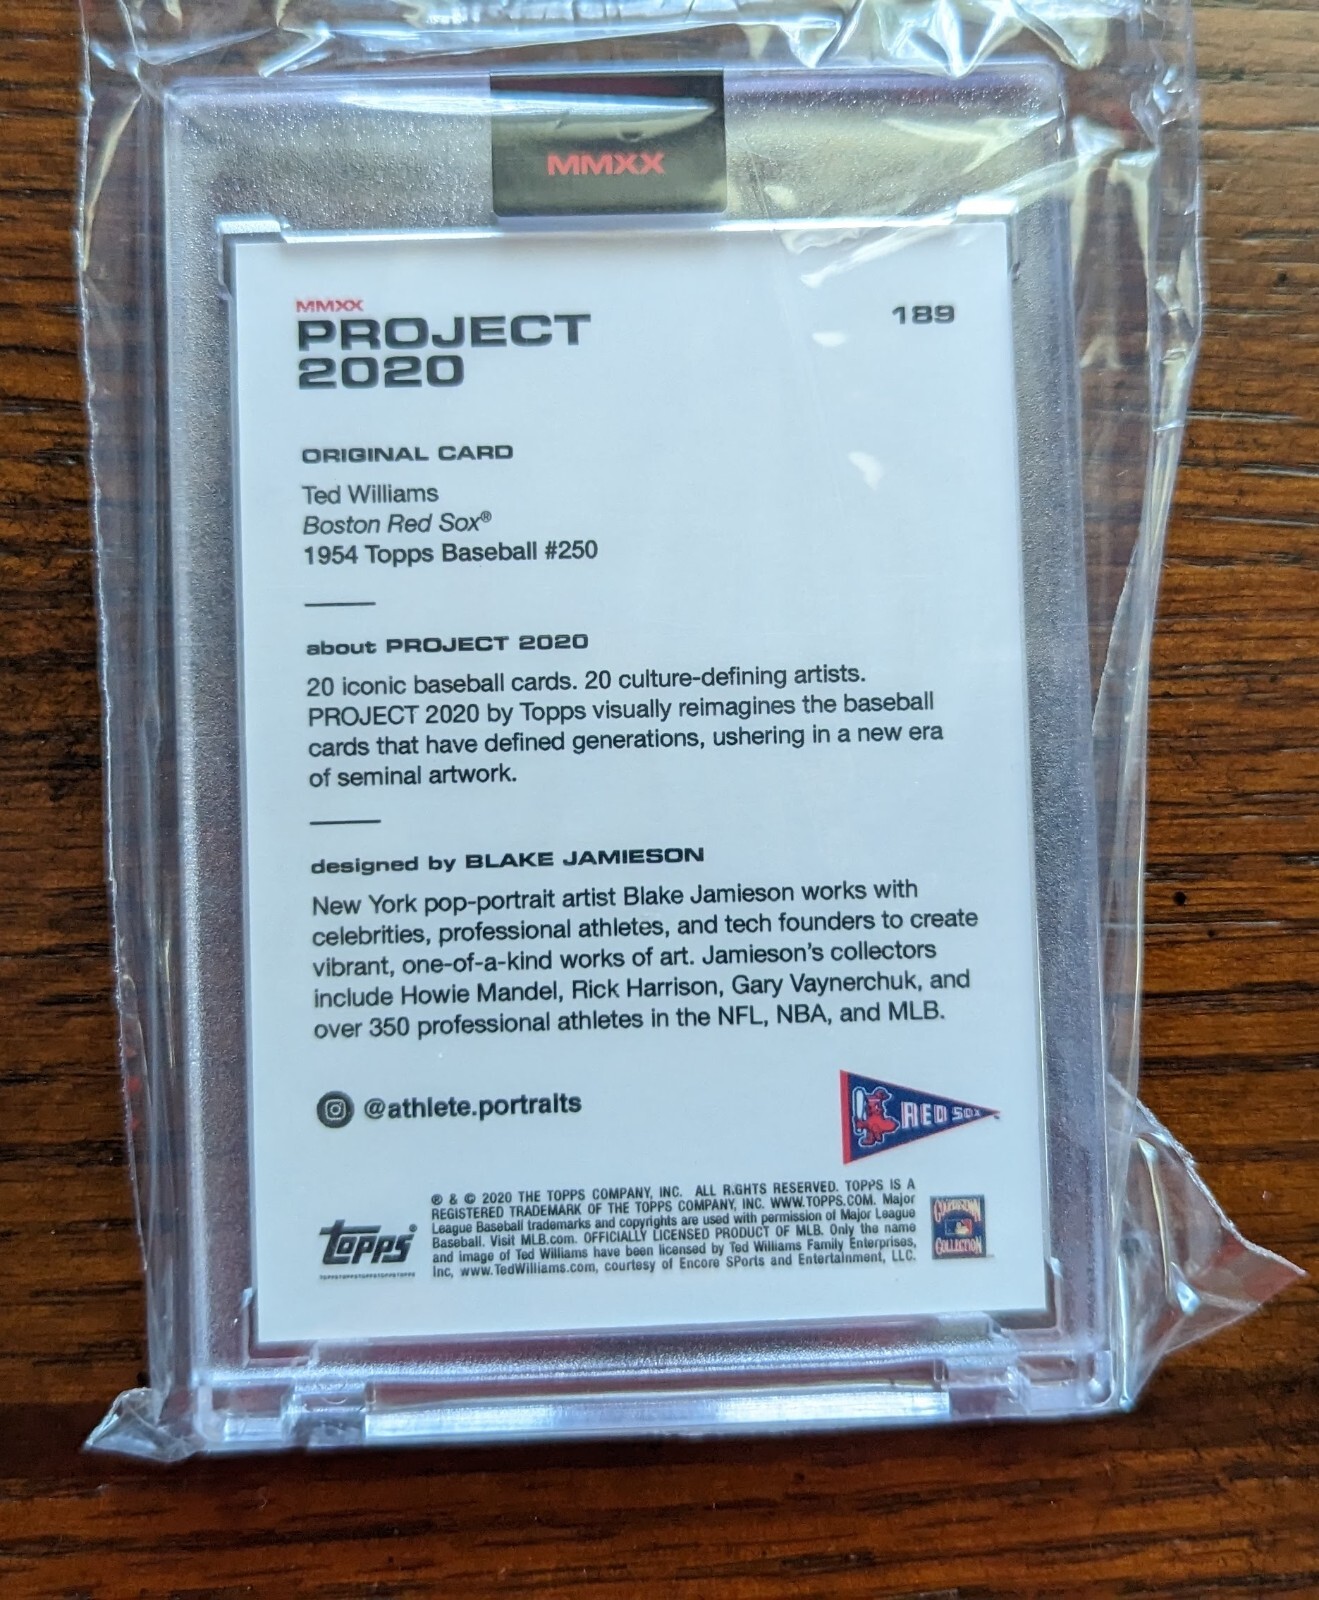 MMXX
MMXX
PROJECT
2020
189
ORIGINAL CARD
Ted Williams
Boston Red Sox®
1954 Topps Baseball #250
about PROJECT 2020
20 iconic baseball cards. 20 culture-defining artists.
PROJECT 2020 by Topps visually reimagines the baseball
cards that have defined generations, ushering in a new era
of seminal artwork.
designed by BLAKE JAMIESON
New York pop-portrait artist Blake Jamieson works with
celebrities, professional athletes, and tech founders to create
vibrant, one-of-a-kind works of art. Jamieson's collectors
include Howie Mandel, Rick Harrison, Gary Vaynerchuk, and
over 350 professional athletes in the NFL, NBA, and MLB.
@athlete.portraits
RED SOX
® & © 2020 THE TOPPS COMPANY, INC. ALL RIGHTS RESERVED. TOPPS IS A
REGISTERED TRADEMARK OF THE TOPPS COMPANY, INC. WWW.TOPPS.COM. Major
League Baseball trademarks and copyrights are used with permission of Major League
Baseball. Visit MLB.com. OFFICIALLY LICENSED PRODUCT OF MLB. Only the name
and image of Ted Williams have been licensed by Ted Williams Family Enterprises,
Inc, www.TedWilliams.com, courtesy of Encore SPorts and Entertainment, LLC.
Topps®
COOPERSTOWN
COLLECTION